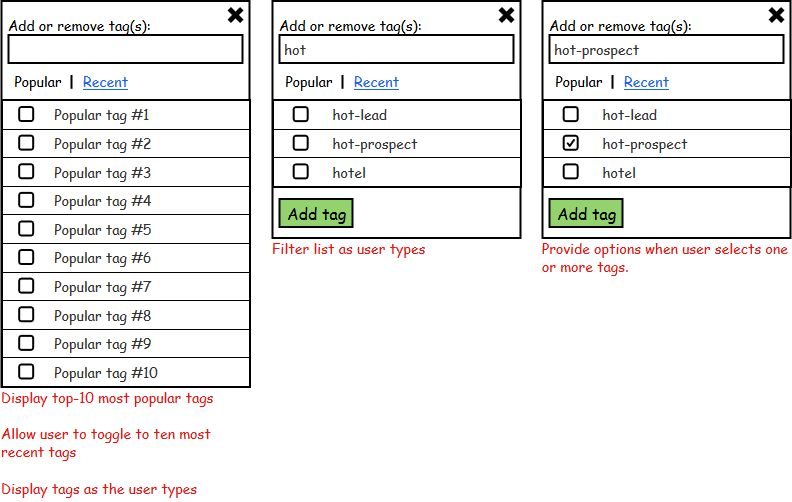 Add or remove tag(s):
Popular | Recent
Popular tag #1
Popular tag #2
Popular tag #3
Popular tag #4
Popular tag #5
Popular tag #6
Popular tag #7
Popular tag #8
Popular tag #9
Popular tag #10
Display top-10 most popular tags
Allow user to toggle to ten most
recent tags
Display tags as the user types
Add or remove tag(s):
hot
Popular | Recent
hot-lead
hot-prospect
hotel
Add tag
Filter list as user types
Add or remove tag(s):
hot-prospect
Popular | Recent
hot-lead
hot-prospect
hotel
Add tag
Provide options when user selects one
or more tags.